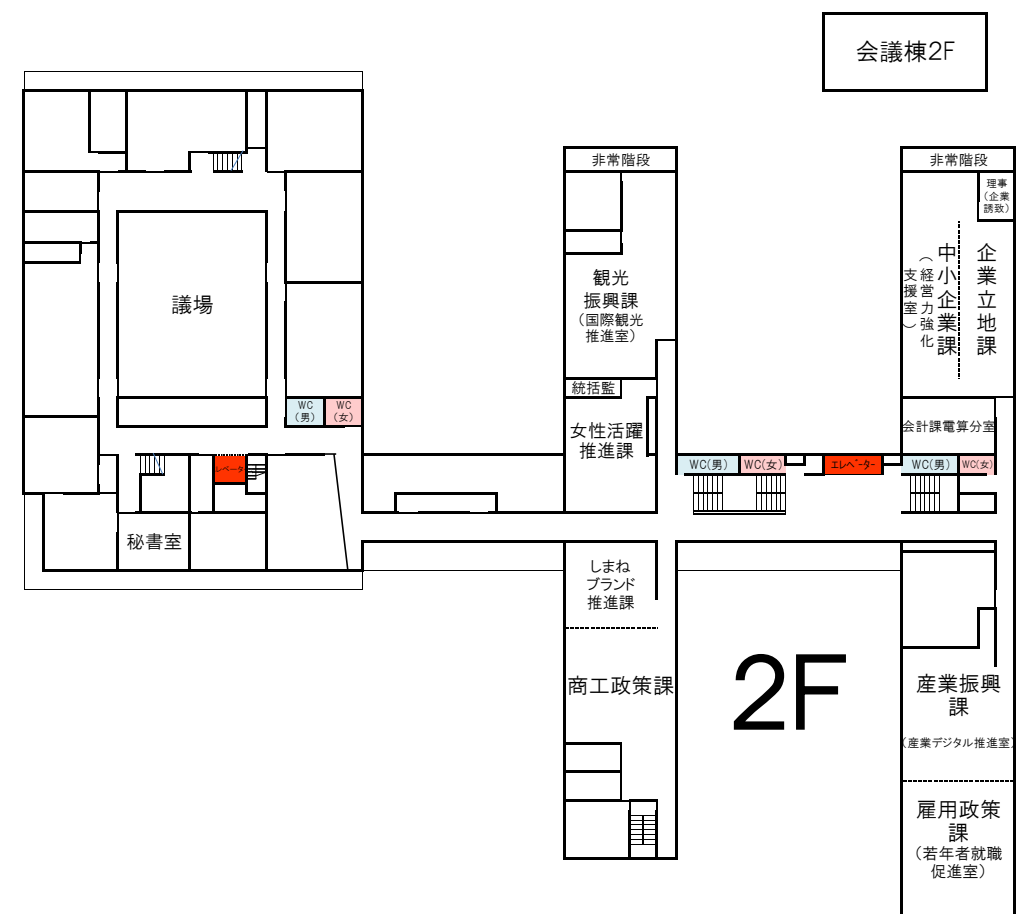 会議棟2F
非常階段
非常階段
理事
(企業
誘致)
企業立地課
中小企業課
(経営力強化
支援室)
観光
振興課
(国際観光
推進室)
議場
統括監
WC
(男)
WC
(女)
女性活躍
推進課
会計課電算分室
WC(男)
WC(女)
エレベーター
WC(男)
WC(女)
レベータ
秘書室
しまね
ブランド
推進課
商工政策課
2F
産業振興
課
(産業デジタル推進室)
雇用政策
課
(若年者就職
促進室)